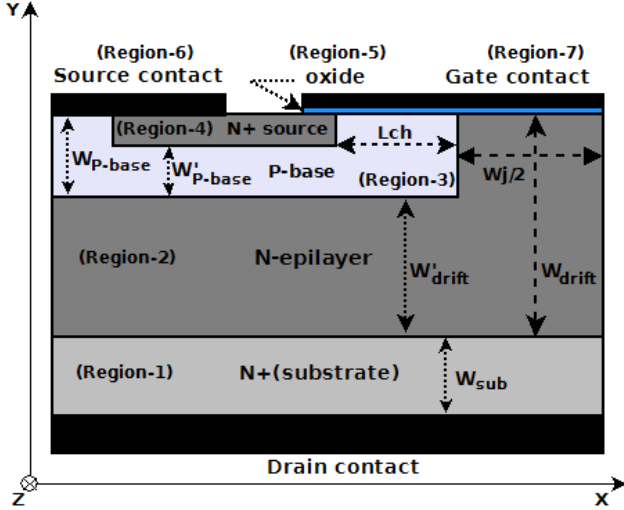 Y
(Region-6) (Region-5) (Region-7)
Source contact oxide Gate contact
(Region-4) N+ source
Lch
WP-base
W'P-base P-base
(Region-3)
Wj/2
(Region-2) N-epilayer W'drift Wdrift
(Region-1) N+(substrate) Wsub
Drain contact
Z X